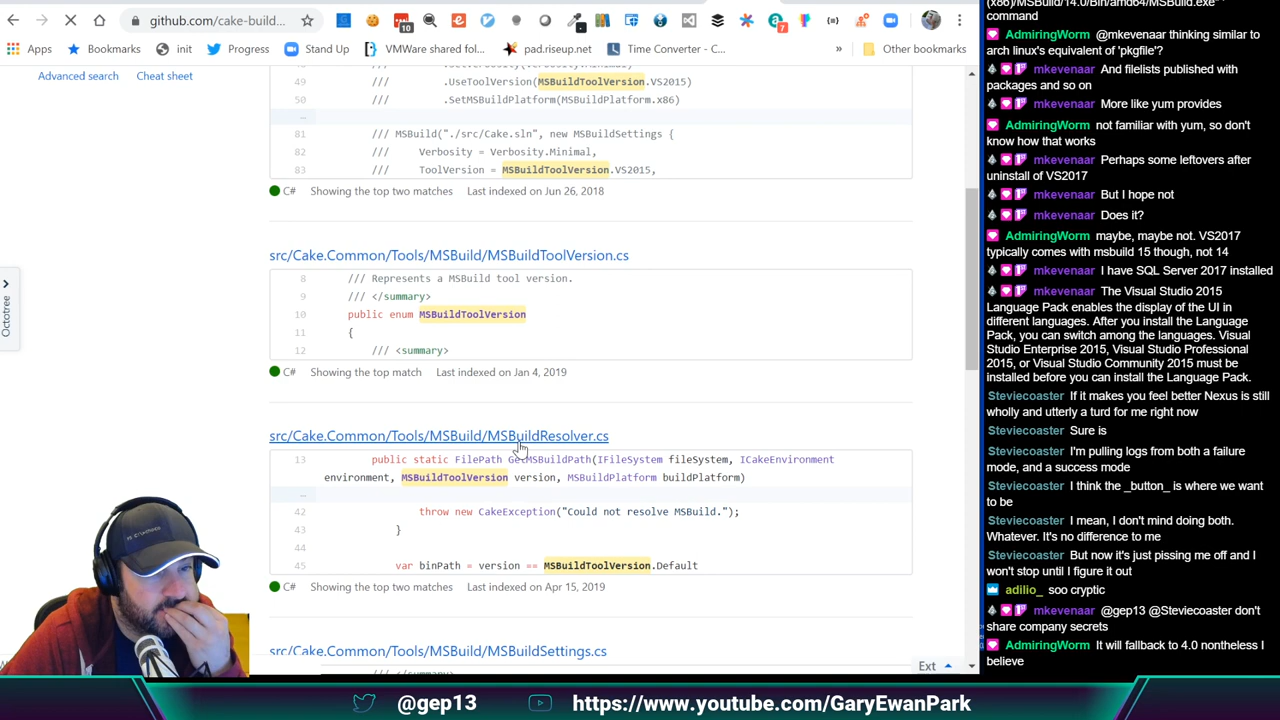 github.com/cake-build...
10
7
Apps
Bookmarks
init
Progress
Stand Up
VMWare shared fol...
pad.riseup.net
Time Converter - C...
»
Other bookmarks
Advanced search
Cheat sheet
49 /// .UseToolVersion(MSBuildToolVersion.VS2015)
50 /// .SetMSBuildPlatform(MSBuildPlatform.x86)
…
81 /// MSBuild("./src/Cake.sln", new MSBuildSettings {
82 /// Verbosity = Verbosity.Minimal,
83 /// ToolVersion = MSBuildToolVersion.VS2015,
C# Showing the top two matches Last indexed on Jun 26, 2018
src/Cake.Common/Tools/MSBuild/MSBuildToolVersion.cs
8 /// Represents a MSBuild tool version.
9 /// </summary>
10 public enum MSBuildToolVersion
11 {
12 /// <summary>
C# Showing the top match Last indexed on Jan 4, 2019
src/Cake.Common/Tools/MSBuild/MSBuildResolver.cs
13 public static FilePath GetMSBuildPath(IFileSystem fileSystem, ICakeEnvironment
environment, MSBuildToolVersion version, MSBuildPlatform buildPlatform)
…
42 throw new CakeException("Could not resolve MSBuild.");
43 }
44
45 var binPath = version == MSBuildToolVersion.Default
C# Showing the top two matches Last indexed on Apr 15, 2019
src/Cake.Common/Tools/MSBuild/MSBuildSettings.cs
Octotree
Ext
(x86)/MSBuild/14.0/Bin/amd64/MSBuild.exe"
command
AdmiringWorm @mkevenaar thinking similar to
arch linux's equivalent of 'pkgfile'?
mkevenaar And filelists published with
packages and so on
mkevenaar More like yum provides
AdmiringWorm not familiar with yum, so don't
know how that works
mkevenaar Perhaps some leftovers after
uninstall of VS2017
mkevenaar But I hope not
mkevenaar Does it?
AdmiringWorm maybe, maybe not. VS2017
typically comes with msbuild 15 though, not 14
mkevenaar I have SQL Server 2017 installed
mkevenaar The Visual Studio 2015
Language Pack enables the display of the UI in
different languages. After you install the Language
Pack, you can switch among the languages. Visual
Studio Enterprise 2015, Visual Studio Professional
2015, or Visual Studio Community 2015 must be
installed before you can install the Language Pack.
Steviecoaster If it makes you feel better Nexus is still
wholly and utterly a turd for me right now
Steviecoaster Sure is
Steviecoaster I'm pulling logs from both a failure
mode, and a success mode
Steviecoaster I think the _button_ is where we want
to be
Steviecoaster I mean, I don't mind doing both.
Whatever. It's no difference to me
Steviecoaster But now it's just pissing me off and I
won't stop until I figure it out
adilio_ soo cryptic
mkevenaar @gep13 @Steviecoaster don't
share company secrets
AdmiringWorm It will fallback to 4.0 nontheless I
believe
@gep13
https://www.youtube.com/GaryEwanPark